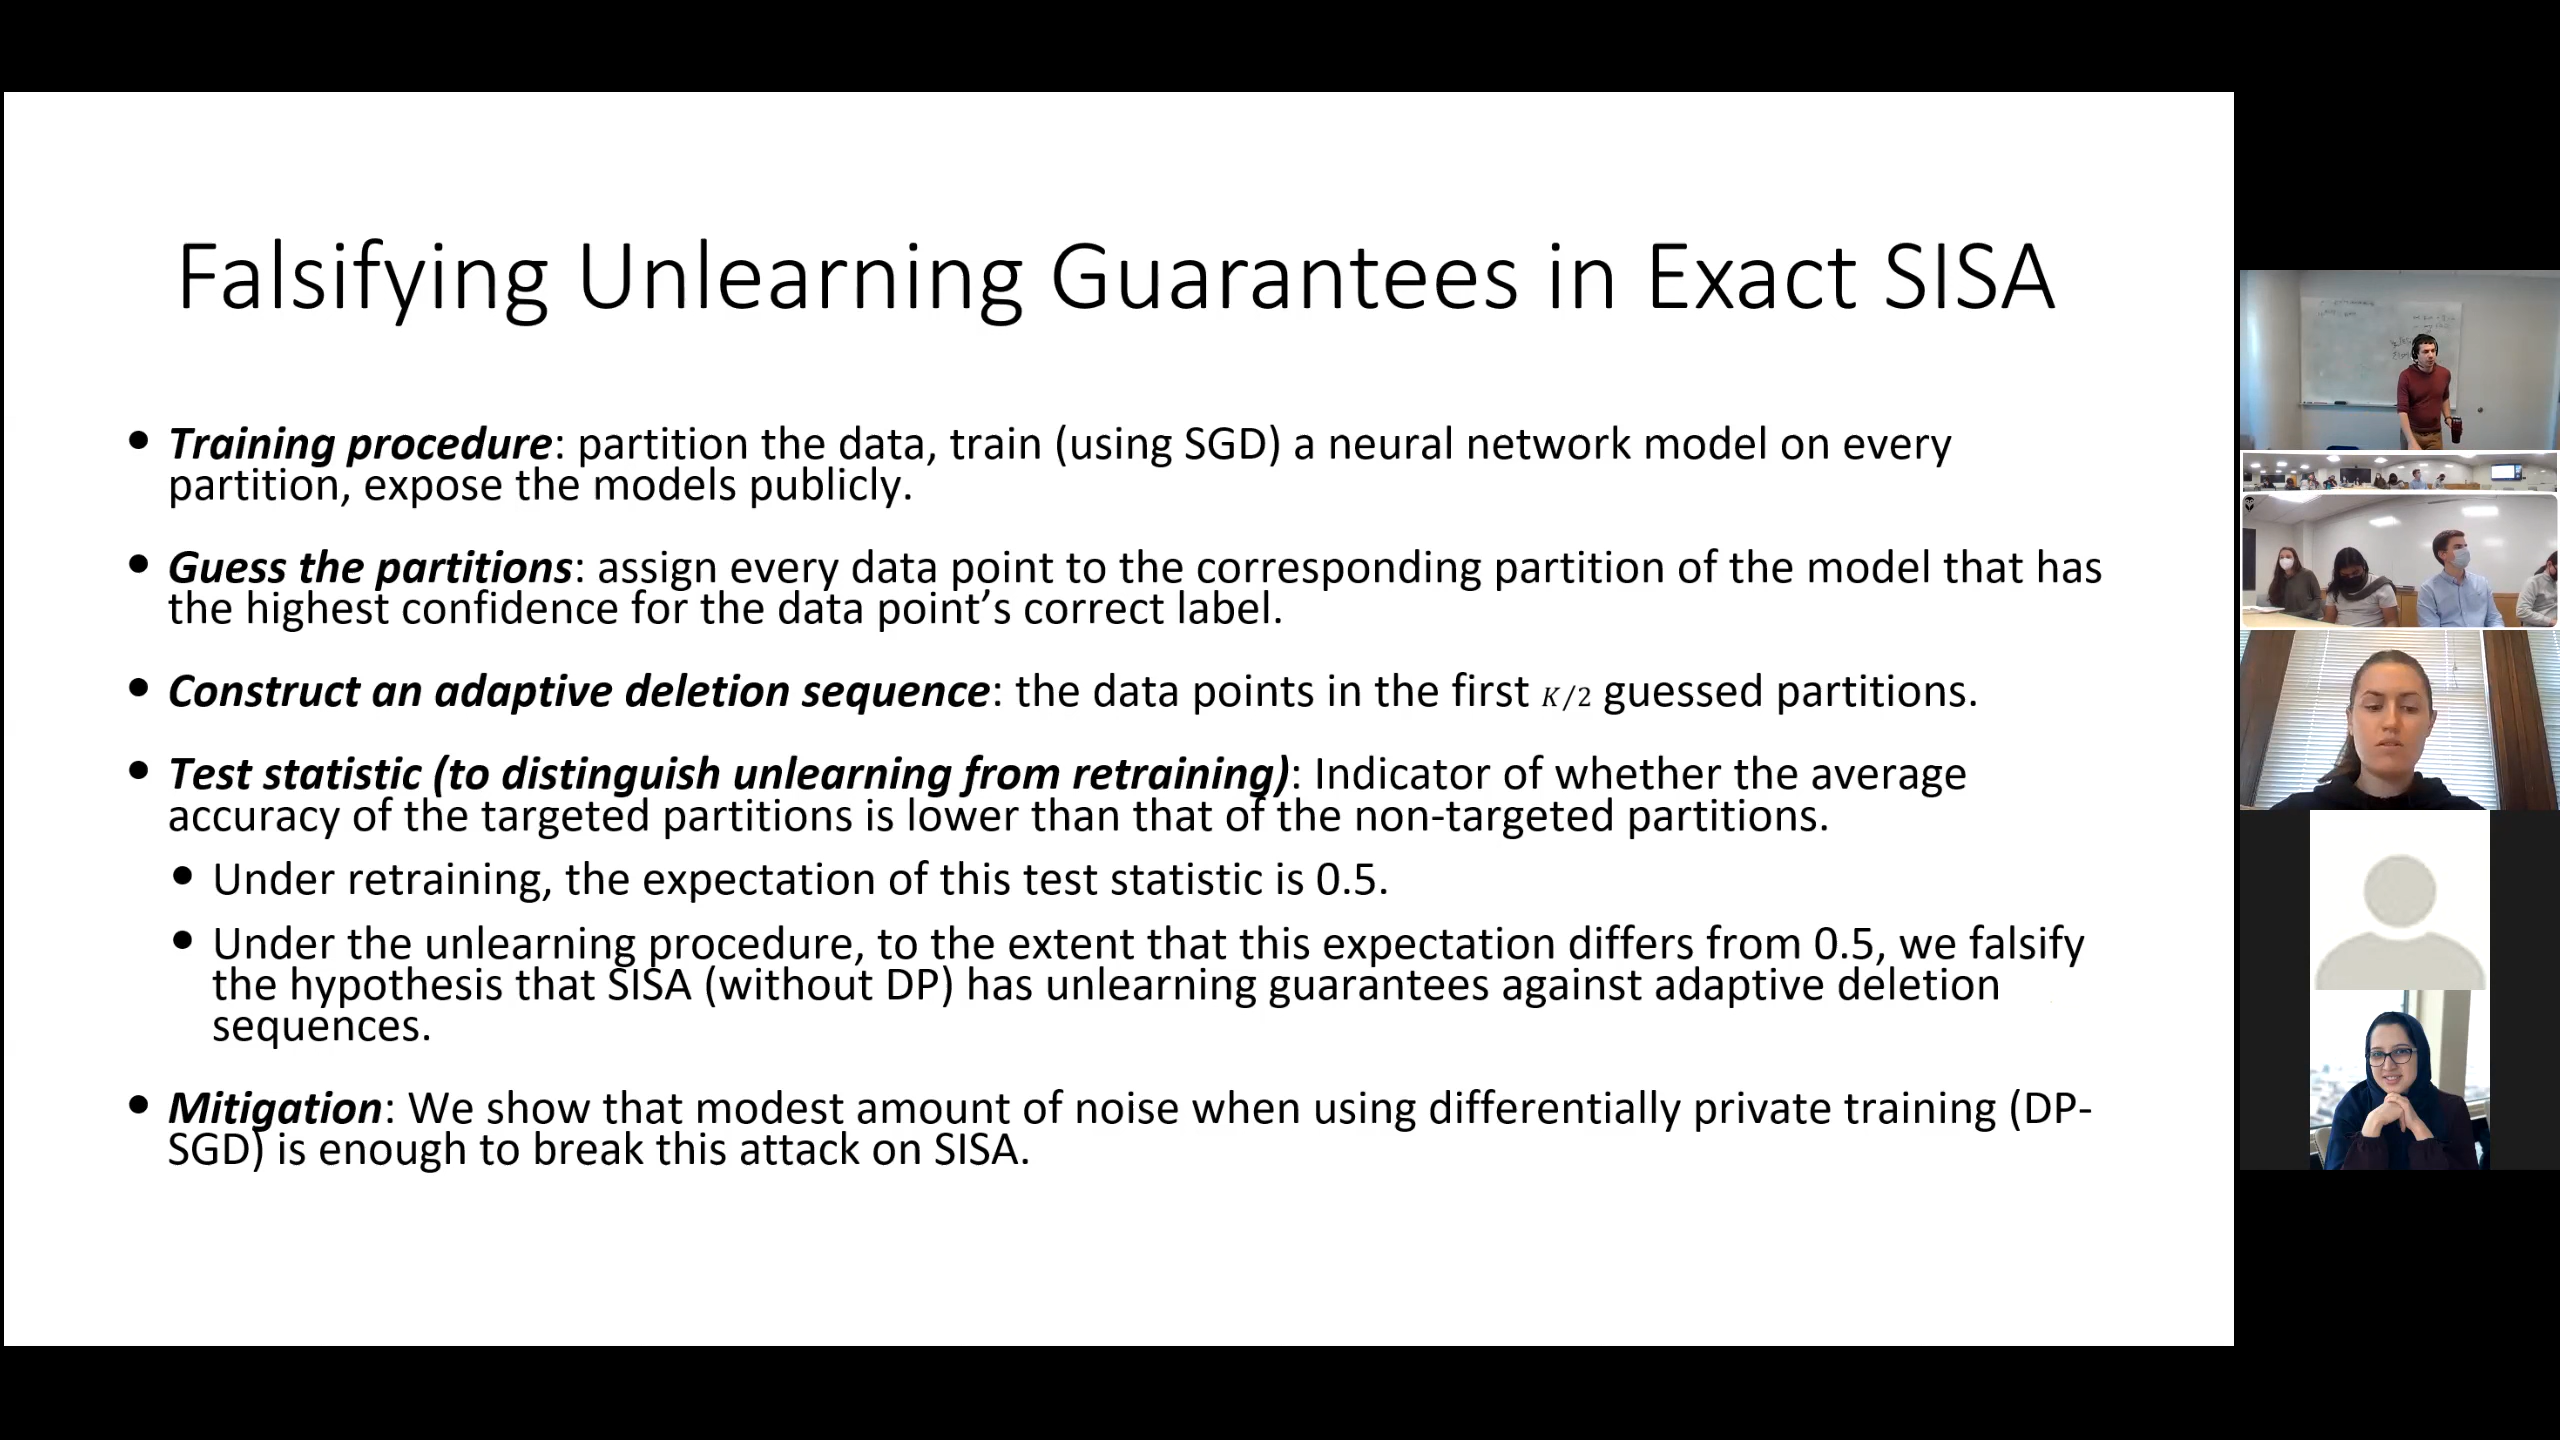 Falsifying Unlearning Guarantees in Exact SISA
• Training procedure: partition the data, train (using SGD) a neural network model on every
partition, expose the models publicly.
• Guess the partitions: assign every data point to the corresponding partition of the model that has
the highest confidence for the data point’s correct label.
• Construct an adaptive deletion sequence: the data points in the first K/2 guessed partitions.
• Test statistic (to distinguish unlearning from retraining): Indicator of whether the average
accuracy of the targeted partitions is lower than that of the non-targeted partitions.
• Under retraining, the expectation of this test statistic is 0.5.
• Under the unlearning procedure, to the extent that this expectation differs from 0.5, we falsify
the hypothesis that SISA (without DP) has unlearning guarantees against adaptive deletion
sequences.
• Mitigation: We show that modest amount of noise when using differentially private training (DP-
SGD) is enough to break this attack on SISA.